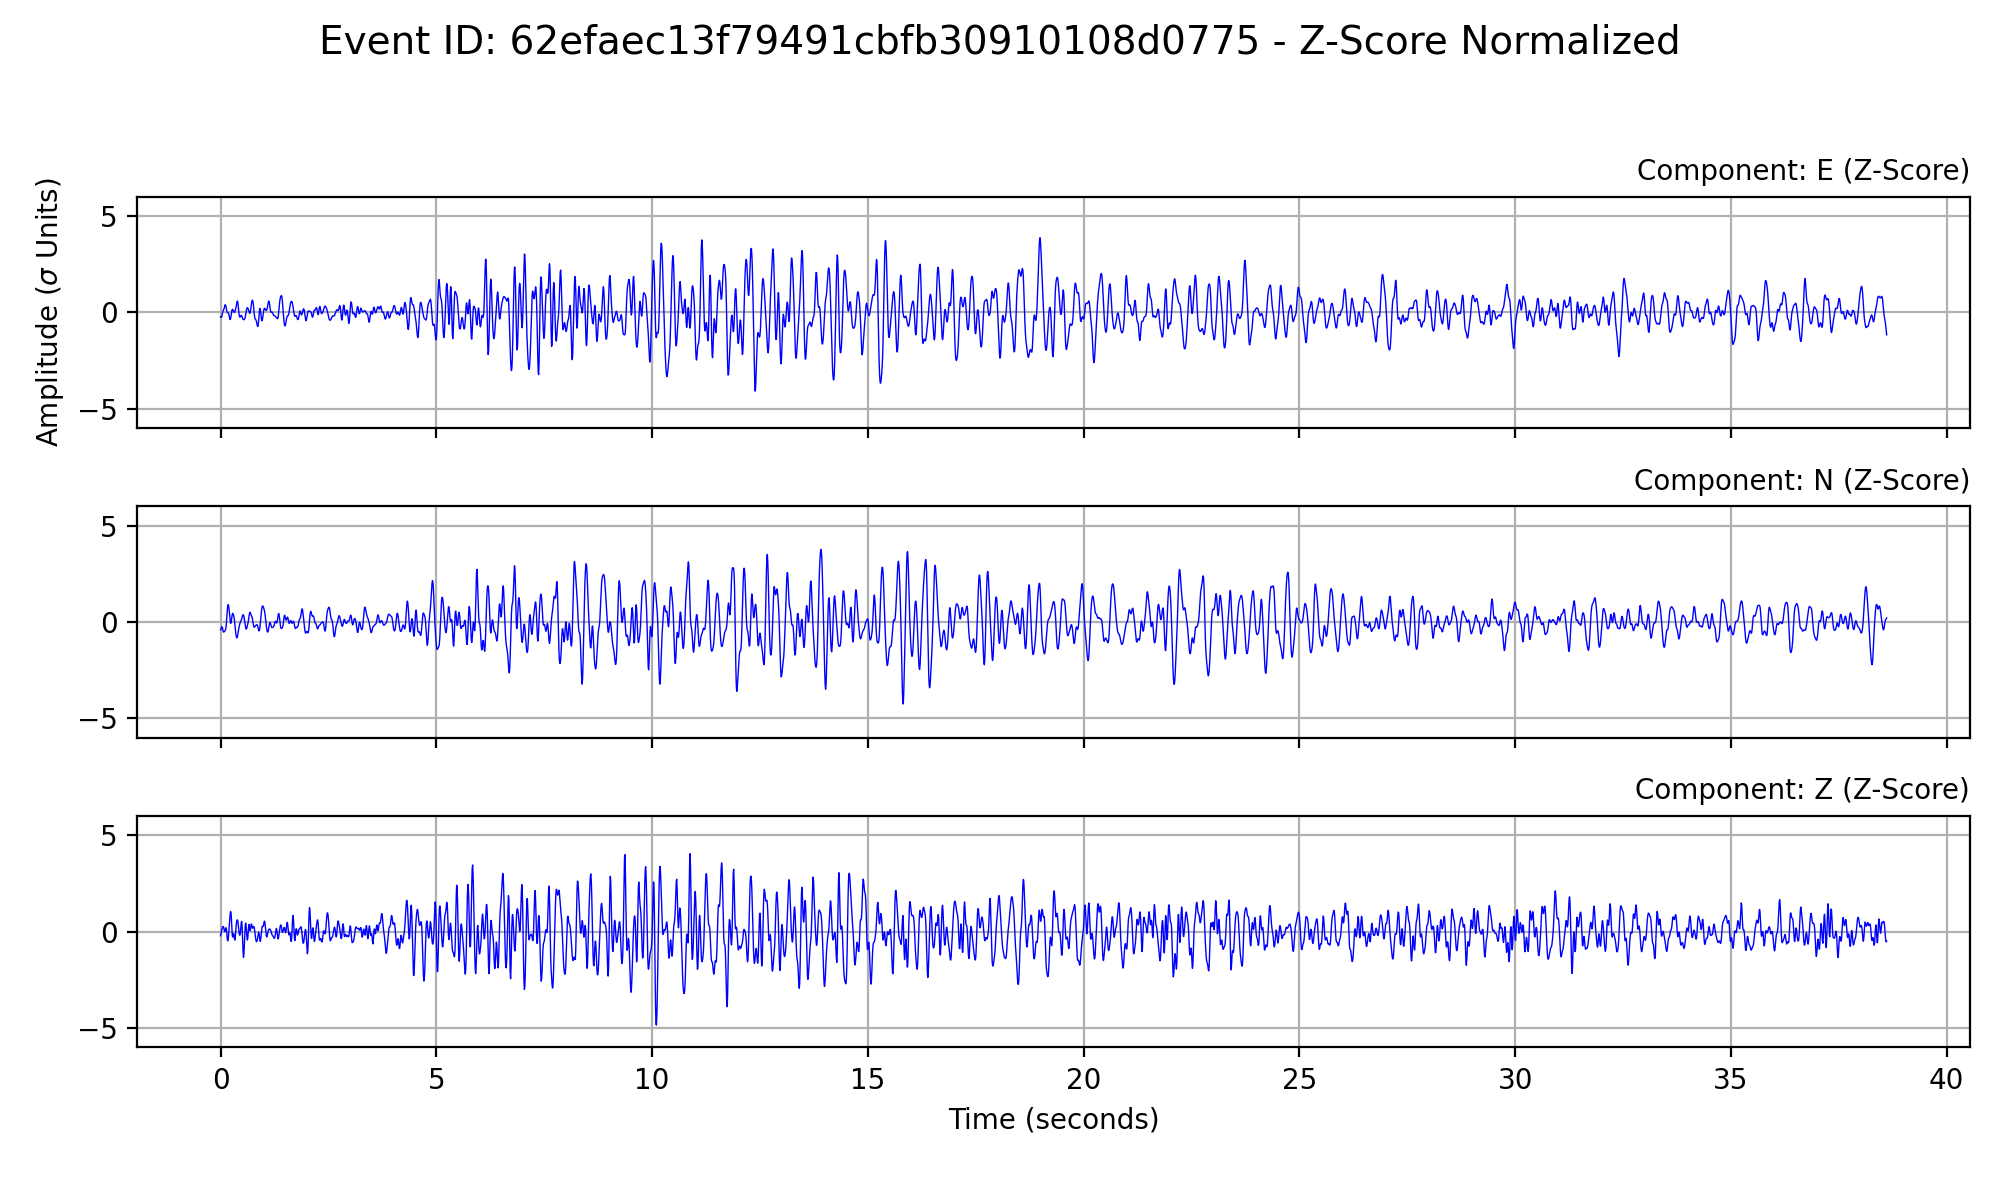 Event ID: 62efaec13f79491cbfb30910108d0775 - Z-Score Normalized
Component: E (Z-Score)
Amplitude (σ Units)
5
0
−5
Component: N (Z-Score)
5
0
−5
Component: Z (Z-Score)
5
0
−5
0 5 10 15 20 25 30 35 40
Time (seconds)